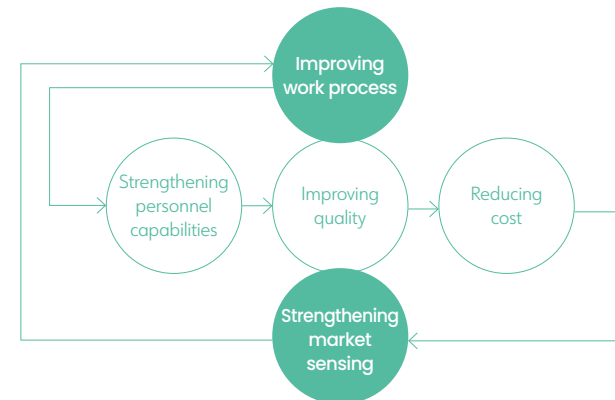 Improving
work process
Strengthening
personnel
capabilities
Improving
quality
Reducing
cost
Strengthening
market
sensing